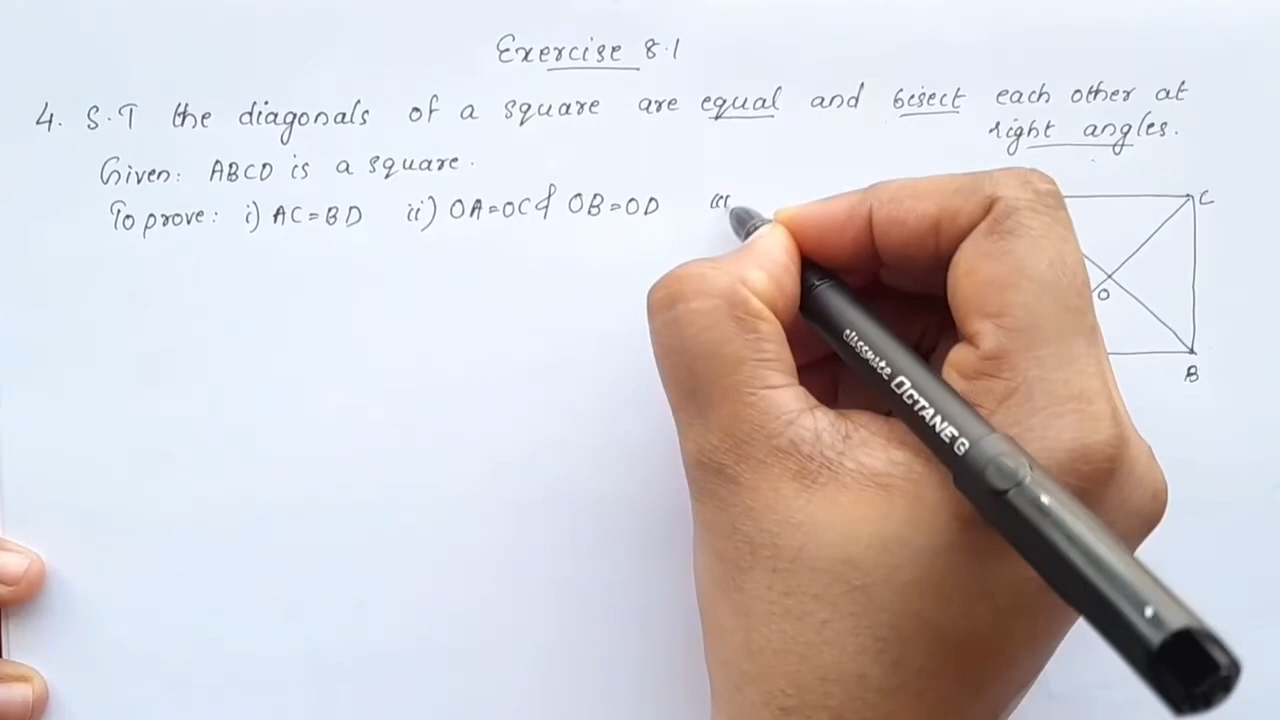 Exercise 8.1
4. S.T the diagonals of a square are equal and bisect each other at
right angles.
Given: ABCD is a square.
To prove: i) AC=BD ii) OA=OC & OB=OD iii
C
O
B
classmate OCTANE G